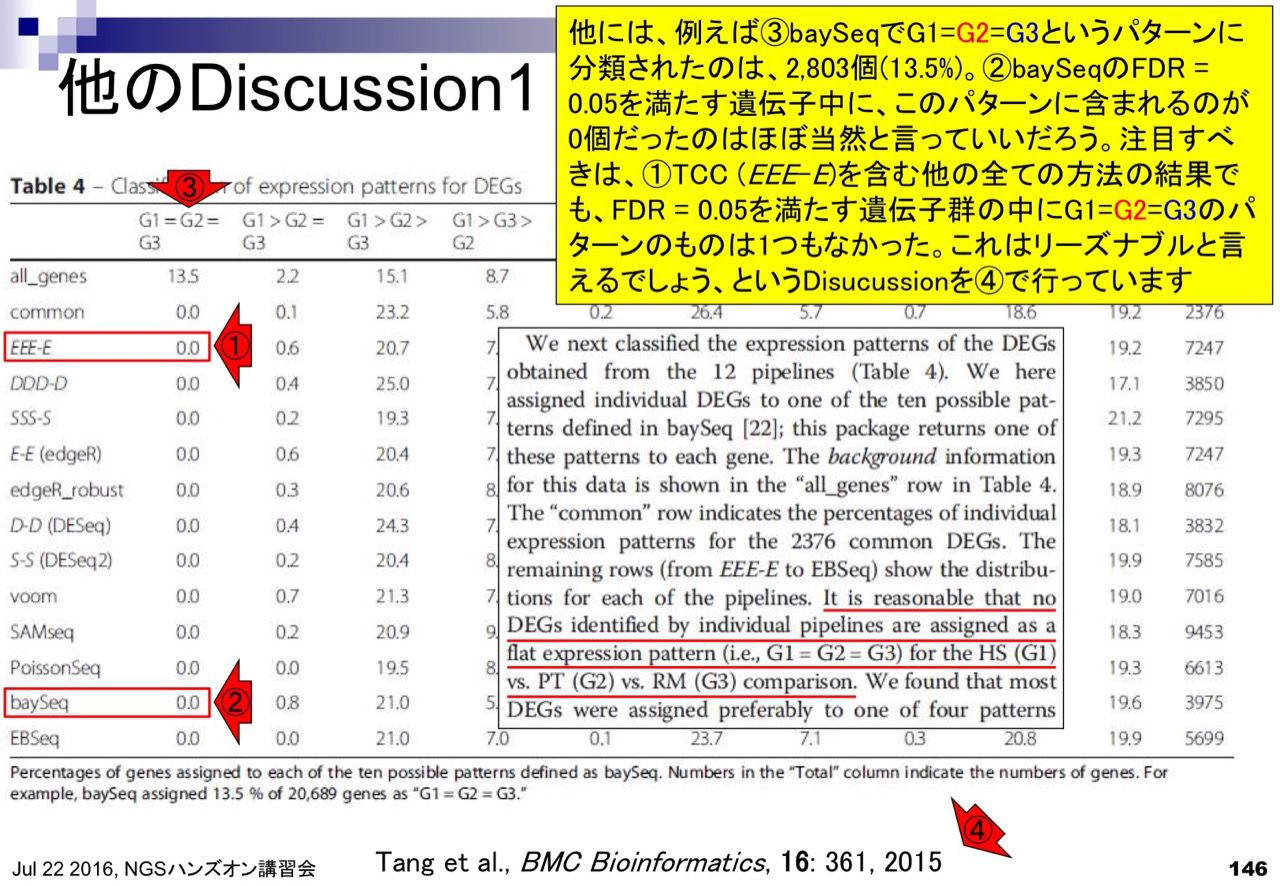 他のDiscussion1
他には、例えば③baySeqでG1=G2=G3というパターンに
分類されたのは、2,803個(13.5%)。②baySeqのFDR =
0.05を満たす遺伝子中に、このパターンに含まれるのが
0個だったのはほぼ当然と言っていいだろう。注目すべ
きは、①TCC (EEE-E)を含む他の全ての方法の結果で
も、FDR = 0.05を満たす遺伝子群の中にG1=G2=G3のパ
ターンのものは1つもなかった。これはリーズナブルと言
えるでしょう、というDisucussionを④で行っています
Table 4 – of expression patterns for DEGs
③
G1 = G2 = G1 > G2 = G1 > G2 > G1 > G3 >
G3 G3 G3 G2
all_genes 13.5 2.2 15.1 8.7
common 0.0 0.1 23.2 5.8 0.2 26.4 5.7 0.7 18.6 19.2 2376
EEE-E 0.0 ① 0.6 20.7 7. 19.2 7247
DDD-D 0.0 0.4 25.0 7. 17.1 3850
SSS-S 0.0 0.2 19.3 7. 21.2 7295
E-E (edgeR) 0.0 0.6 20.4 7. 19.3 7247
edgeR_robust 0.0 0.3 20.6 8. 18.9 8076
D-D (DESeq) 0.0 0.4 24.3 7. 18.1 3832
S-S (DESeq2) 0.0 0.2 20.4 8. 19.9 7585
voom 0.0 0.7 21.3 7. 19.0 7016
SAMseq 0.0 0.2 20.9 9. 18.3 9453
PoissonSeq 0.0 0.0 19.5 8. 19.3 6613
baySeq 0.0 ② 0.8 21.0 5. 19.6 3975
EBSeq 0.0 0.0 21.0 7.0 0.1 23.7 7.1 0.3 20.8 19.9 5699
We next classified the expression patterns of the DEGs
obtained from the 12 pipelines (Table 4). We here
assigned individual DEGs to one of the ten possible pat-
terns defined in baySeq [22]; this package returns one of
these patterns to each gene. The background information
for this data is shown in the “all_genes” row in Table 4.
The “common” row indicates the percentages of individual
expression patterns for the 2376 common DEGs. The
remaining rows (from EEE-E to EBSeq) show the distribu-
tions for each of the pipelines. It is reasonable that no
DEGs identified by individual pipelines are assigned as a
flat expression pattern (i.e., G1 = G2 = G3) for the HS (G1)
vs. PT (G2) vs. RM (G3) comparison. We found that most
DEGs were assigned preferably to one of four patterns
Percentages of genes assigned to each of the ten possible patterns defined as baySeq. Numbers in the “Total” column indicate the numbers of genes. For
example, baySeq assigned 13.5 % of 20,689 genes as “G1 = G2 = G3.”
④
Jul 22 2016, NGSハンズオン講習会
Tang et al., BMC Bioinformatics, 16: 361, 2015
146